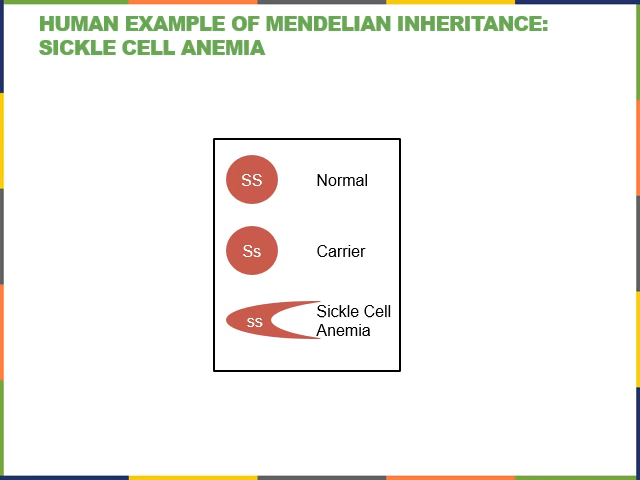 HUMAN EXAMPLE OF MENDELIAN INHERITANCE:
SICKLE CELL ANEMIA
SS Normal
Ss Carrier
ss Sickle Cell
Anemia